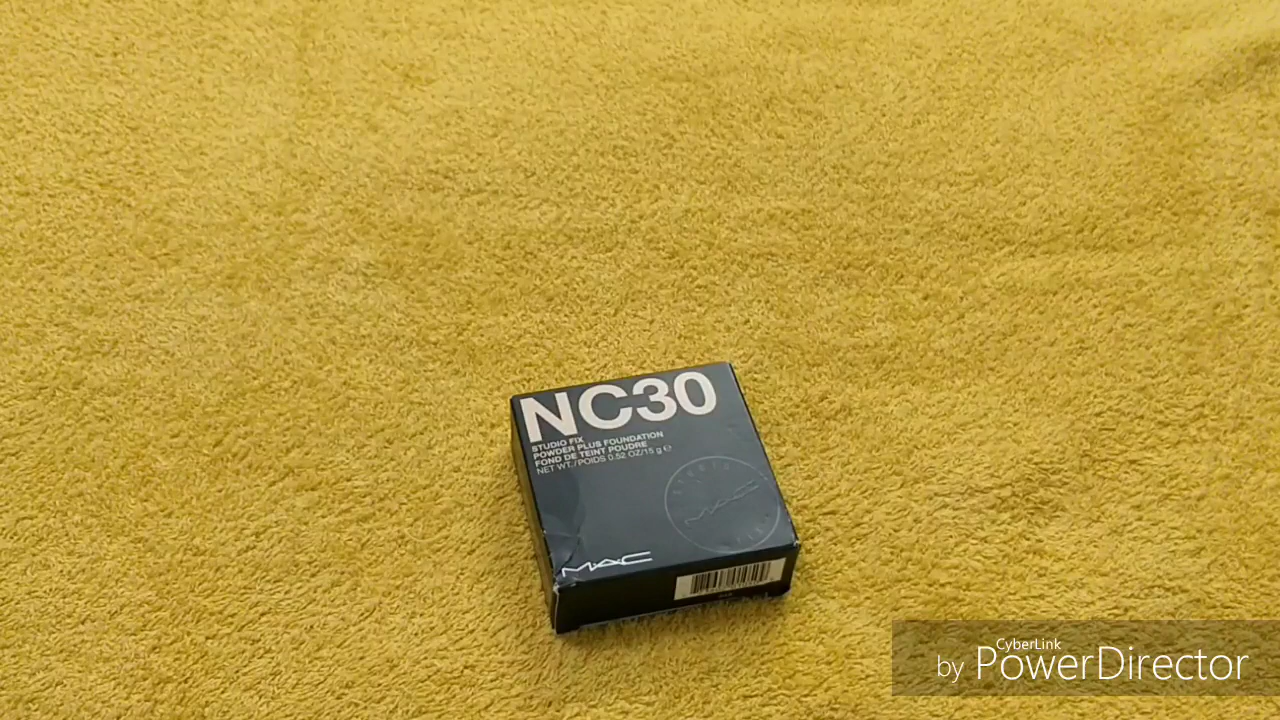 NC30
STUDIO FIX
POWDER PLUS FOUNDATION
FOND DE TEINT POUDRE
NET WT./POIDS 0.52 OZ/15 g ℮
MAC
MAC
CyberLink
by PowerDirector